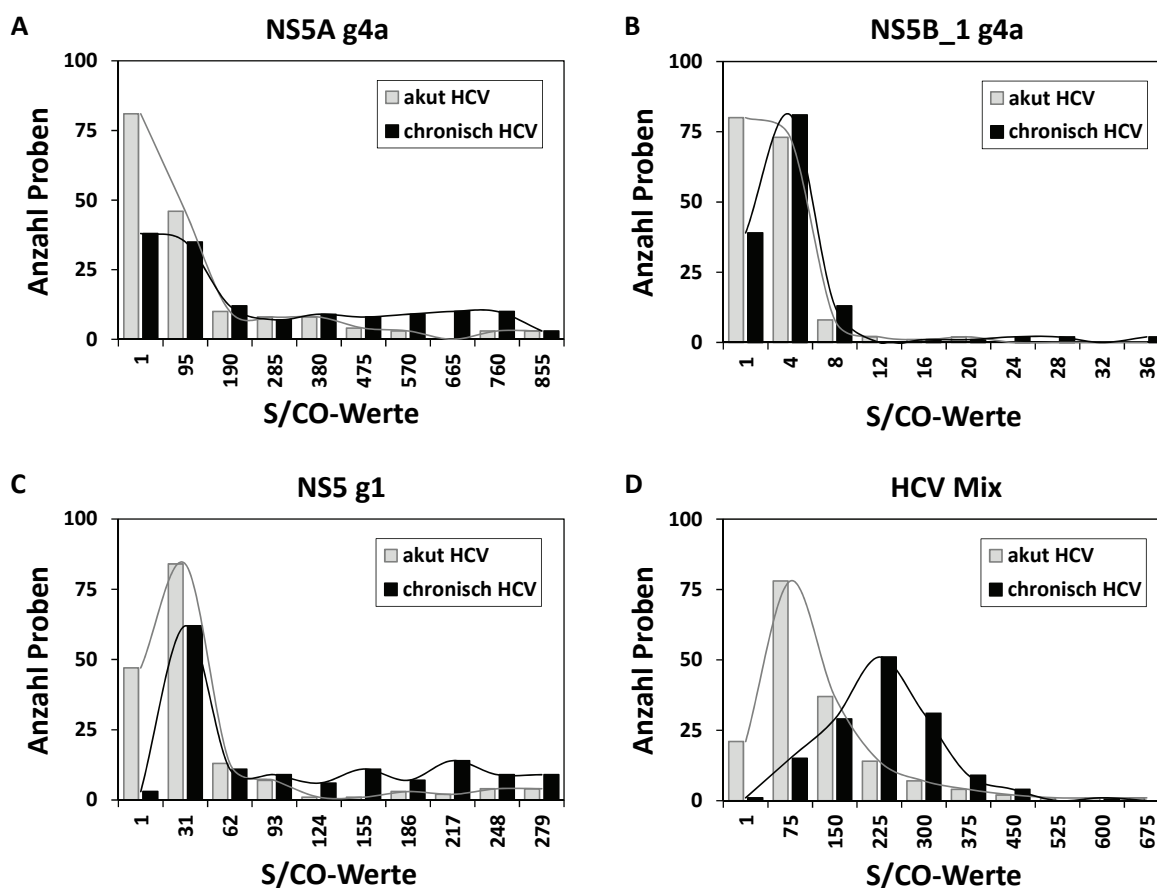 A
NS5A g4a
100
75
50
25
0
Anzahl Proben
akut HCV
chronisch HCV
1 95 190 285 380 475 570 665 760 855
S/CO-Werte
B
NS5B_1 g4a
100
75
50
25
0
Anzahl Proben
akut HCV
chronisch HCV
1 4 8 12 16 20 24 28 32 36
S/CO-Werte
C
NS5 g1
100
75
50
25
0
Anzahl Proben
akut HCV
chronisch HCV
1 31 62 93 124 155 186 217 248 279
S/CO-Werte
D
HCV Mix
100
75
50
25
0
Anzahl Proben
akut HCV
chronisch HCV
1 75 150 225 300 375 450 525 600 675
S/CO-Werte